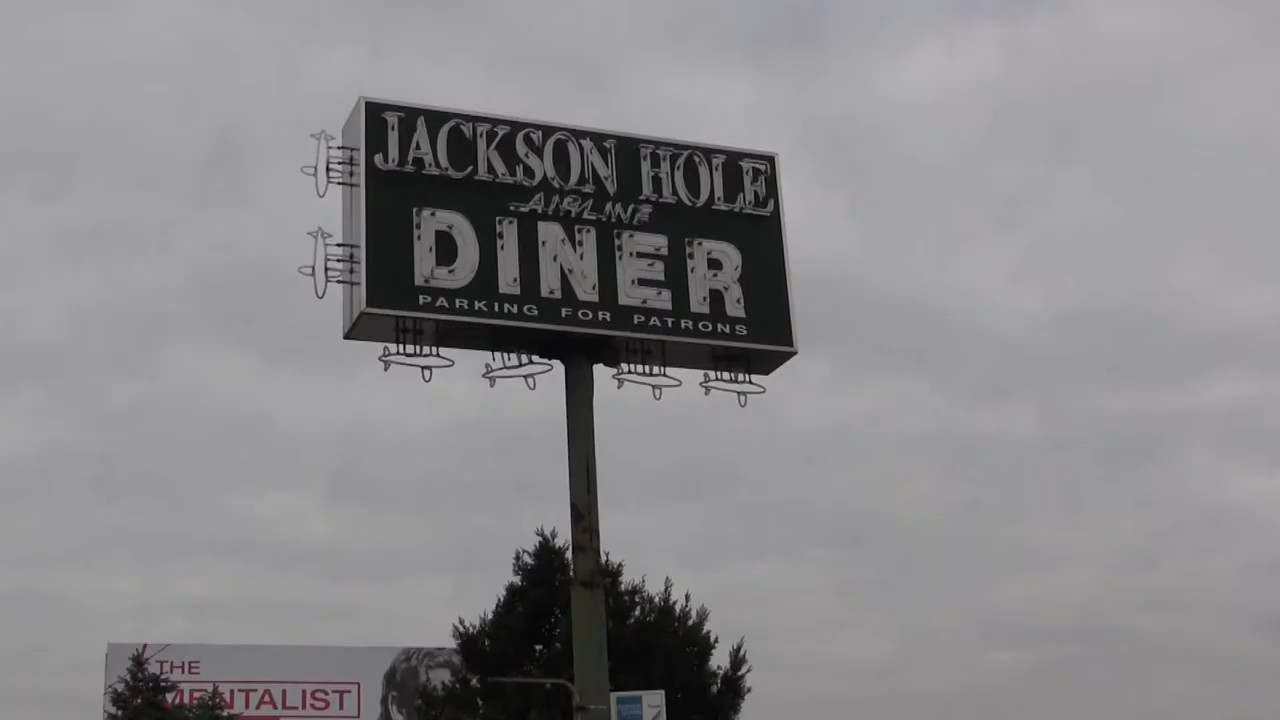 JACKSON HOLE
AIRLINE
DINER
PARKING FOR PATRONS
THE
MENTALIST